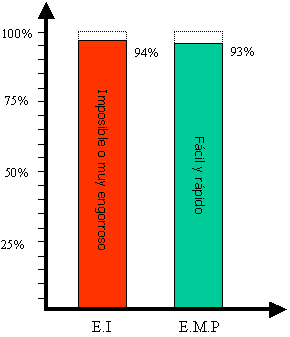 100%
94%
93%
75%
50%
25%
Imposible o muy engorroso
Fácil y rápido
E.I
E.M.P